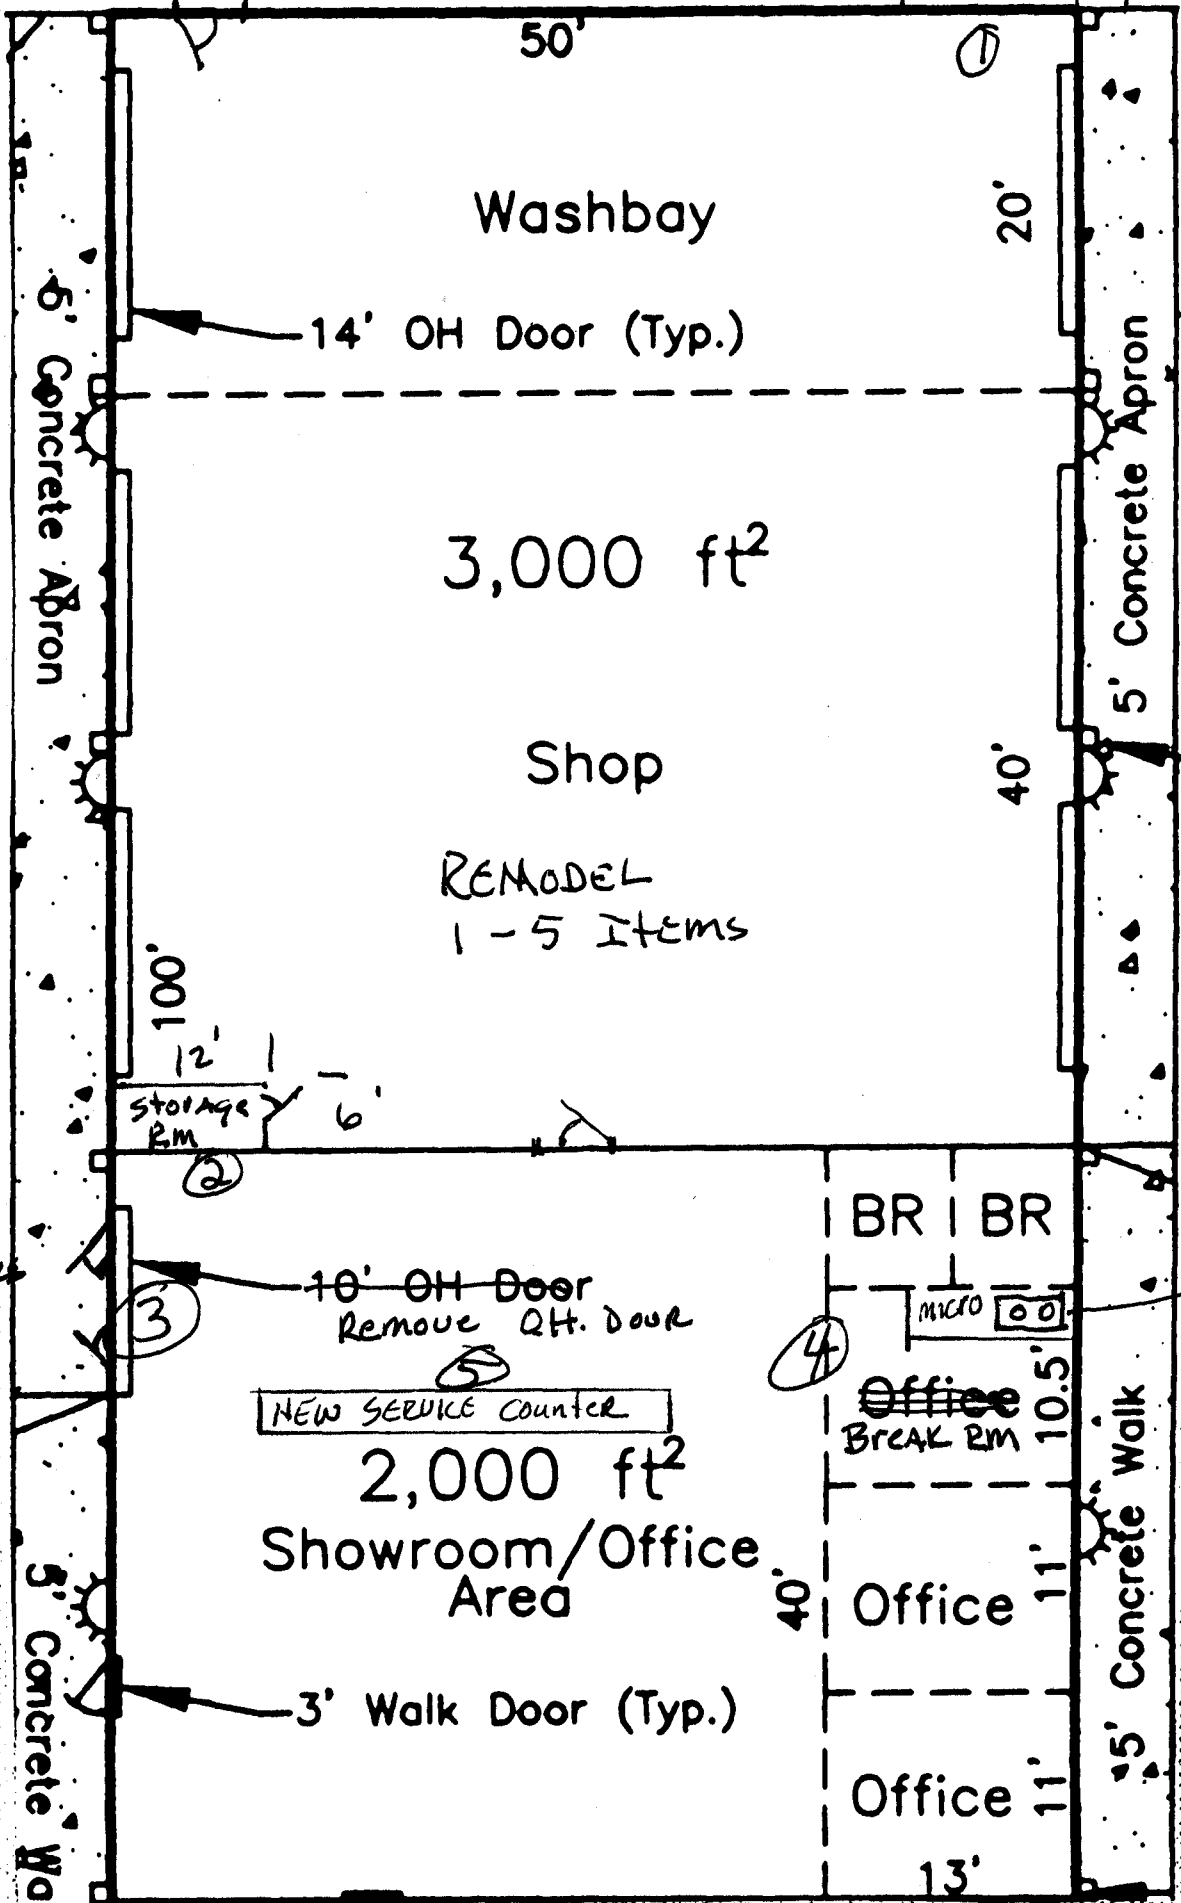 50'
1
Washbay
20'
14' OH Door (Typ.)
5' Concrete Apron
5' Concrete Apron
3,000 ft²
Shop
40'
REMODEL
1 - 5 Items
100'
12'
6'
Storage
Rm
2
BR
BR
10' OH Door
Remove OH. Door
3
micro
4
5
NEW SERVICE Counter
Office
Break Rm
10.5'
2,000 ft²
Showroom/Office
Area
40'
Office
11'
5' Concrete Walk
3' Walk Door (Typ.)
5' Concrete Wa
Office
11'
13'